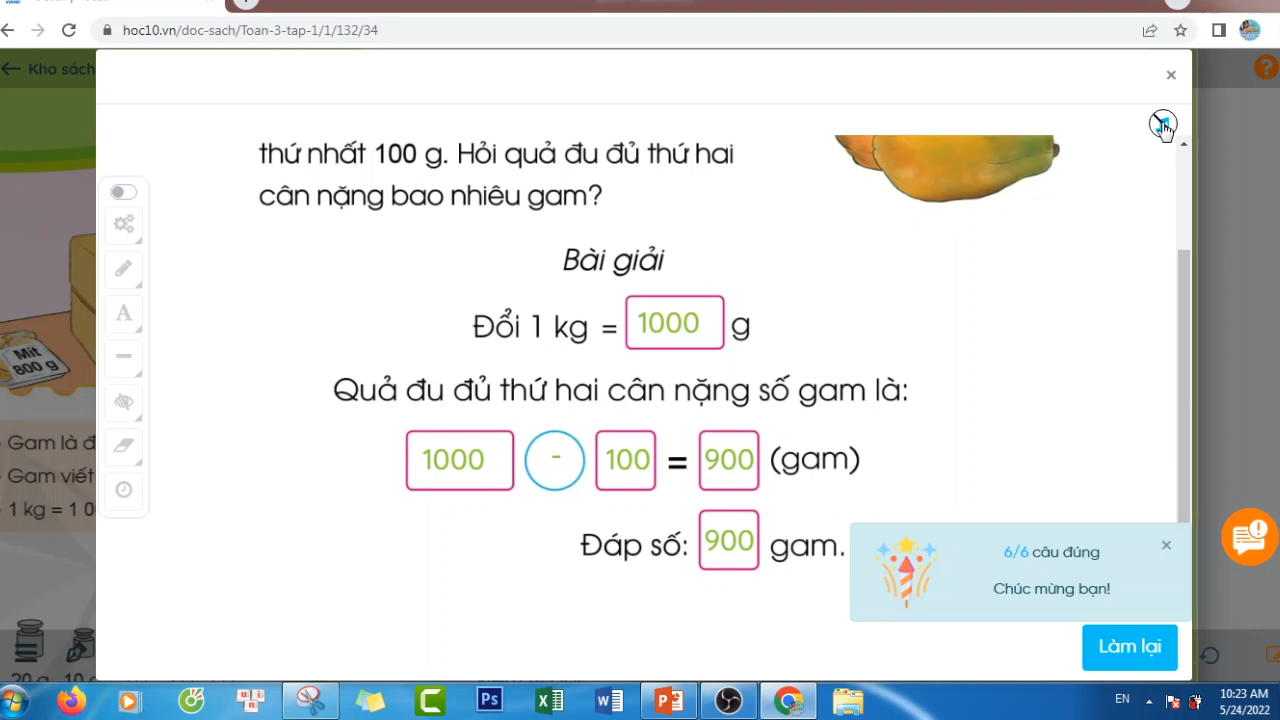 hoc10.vn/doc-sach/Toan-3-tap-1/1/132/34
Kho sách
thứ nhất 100 g. Hỏi quả đu đủ thứ hai
cân nặng bao nhiêu gam?
Bài giải
Đổi 1 kg = 1000 g
Quả đu đủ thứ hai cân nặng số gam là:
1000 - 100 = 900 (gam)
Đáp số: 900 gam.
Mít
800 g
Gam là đ
Gam viết
1 kg = 1 0
6/6 câu đúng
Chúc mừng bạn!
Làm lại
A
EN
10:23 AM
5/24/2022